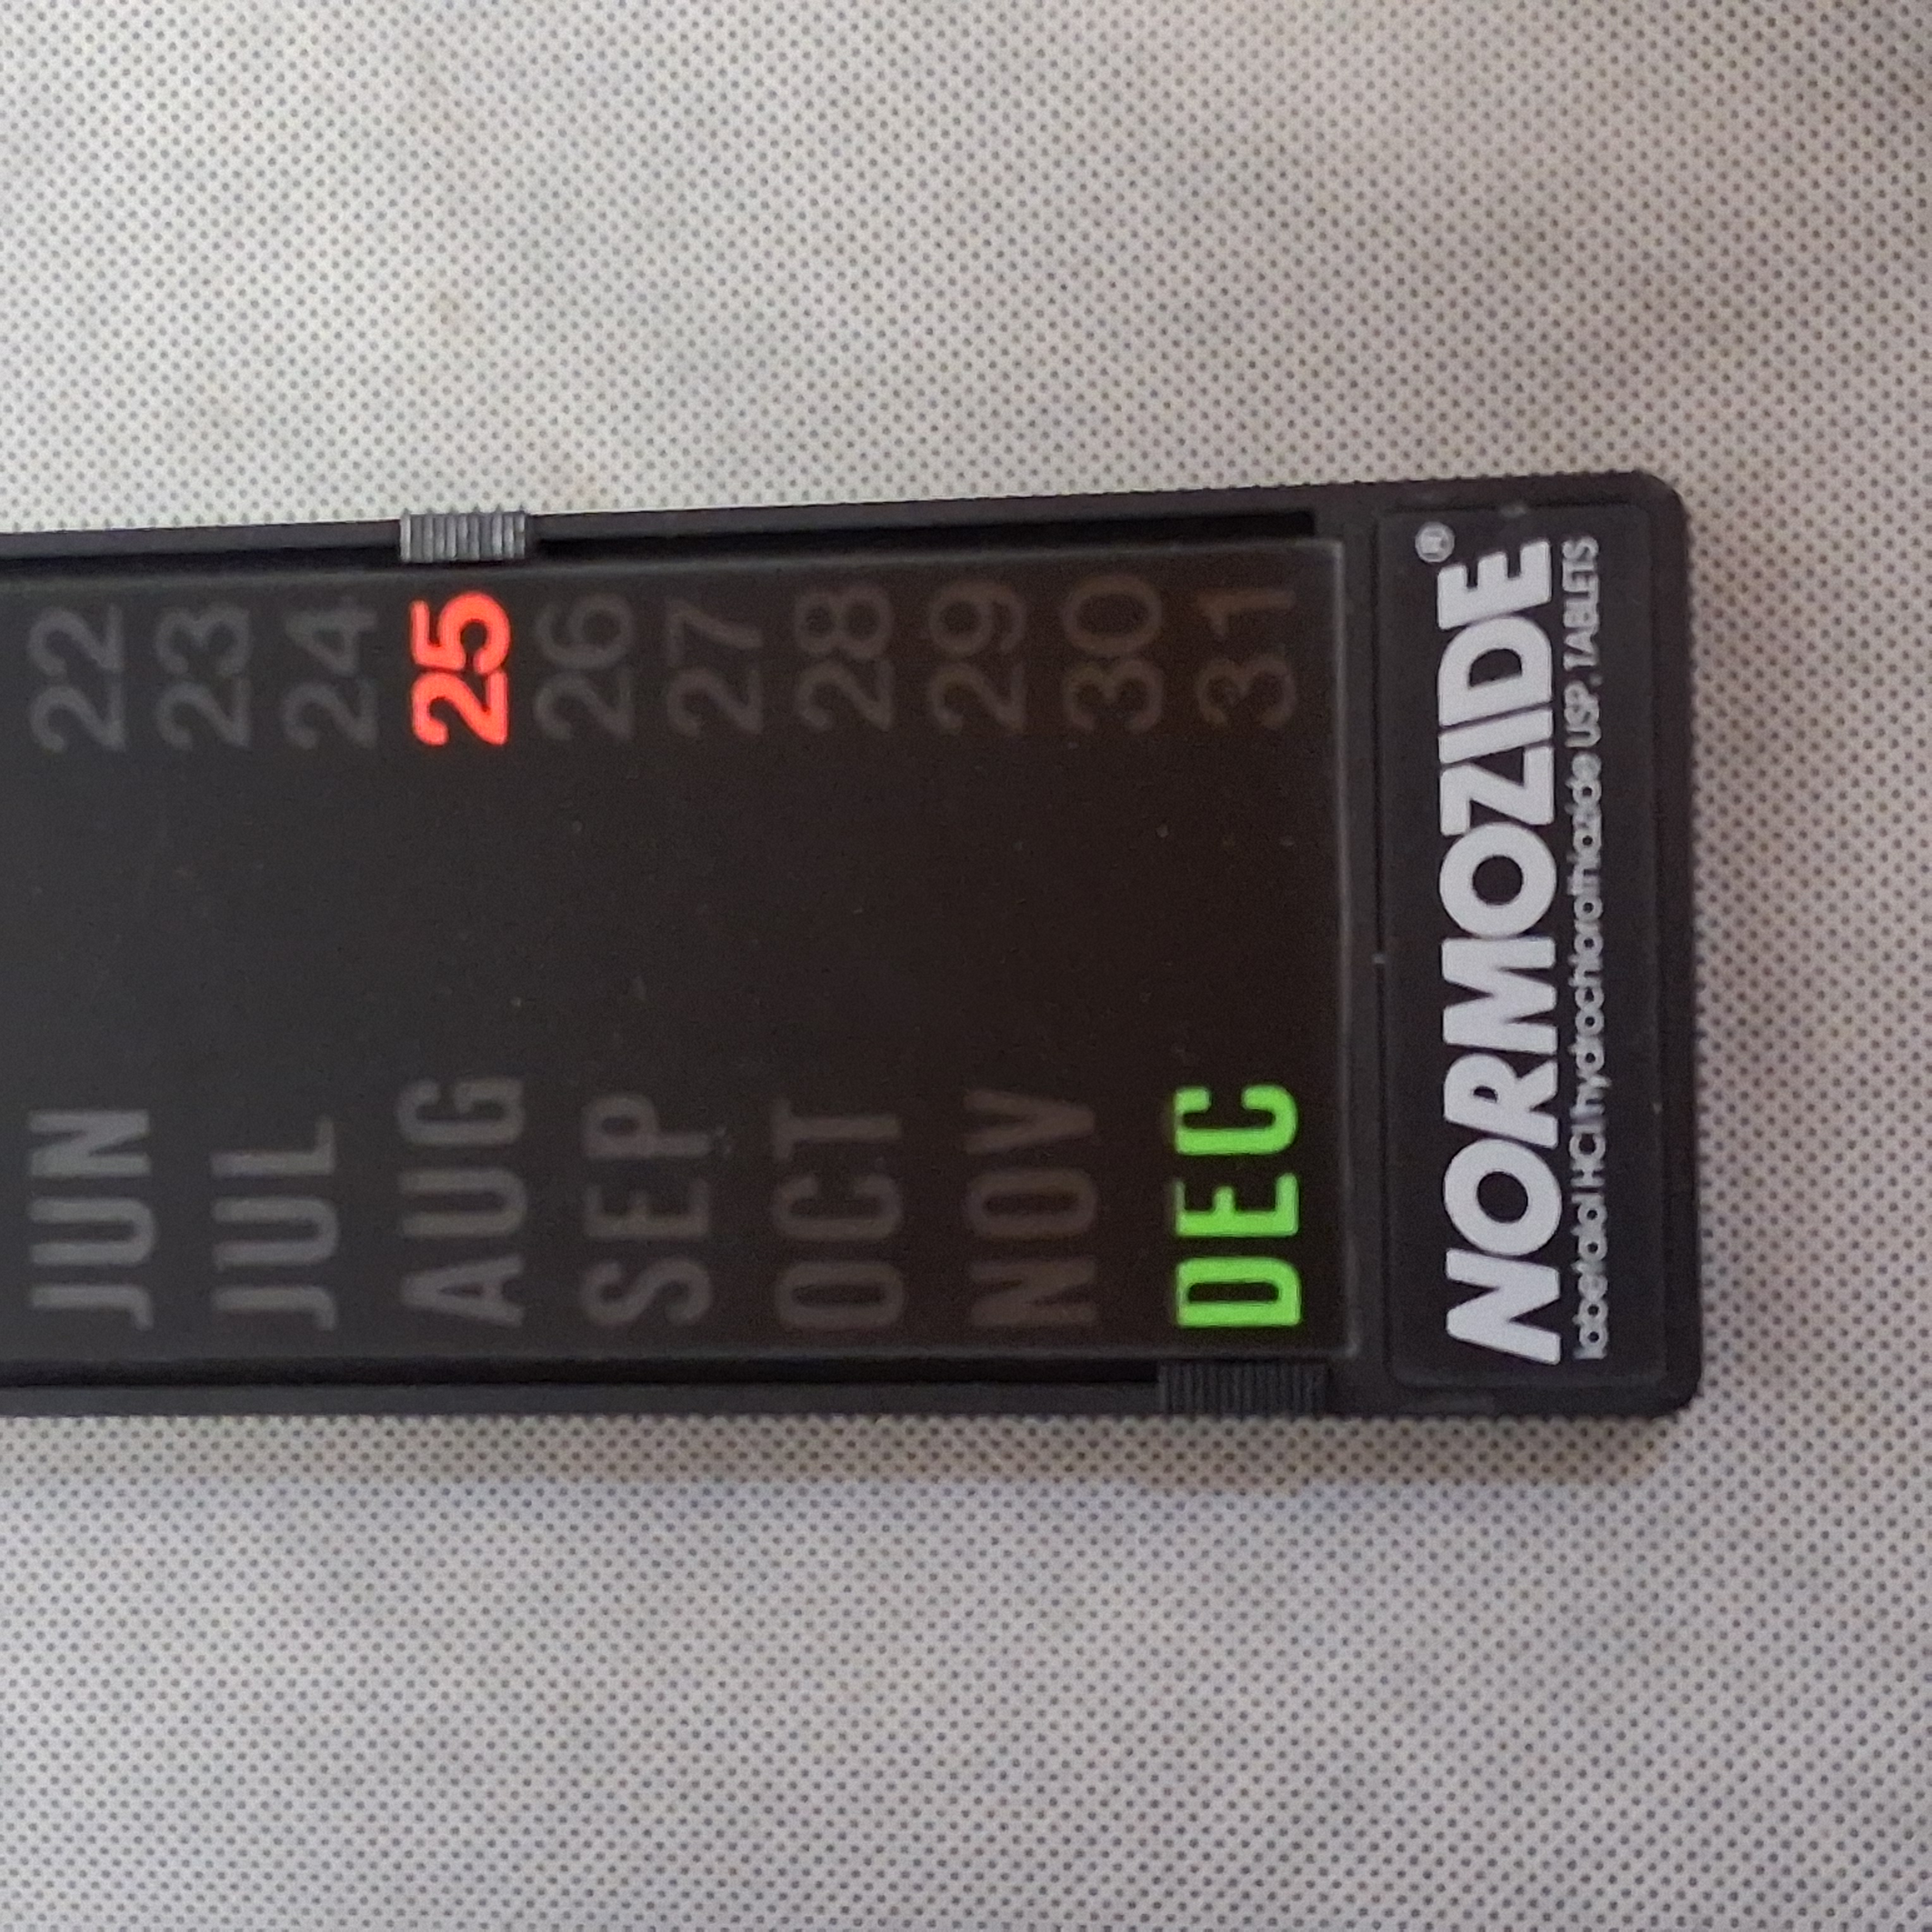 JUN 22
23
JUL 24
AUG 25
SEP 26
27
OCT 28
NOV 29
30
DEC 31
NORMOZIDE®
labetalol HCl/hydrochlorothiazide USP, TABLETS